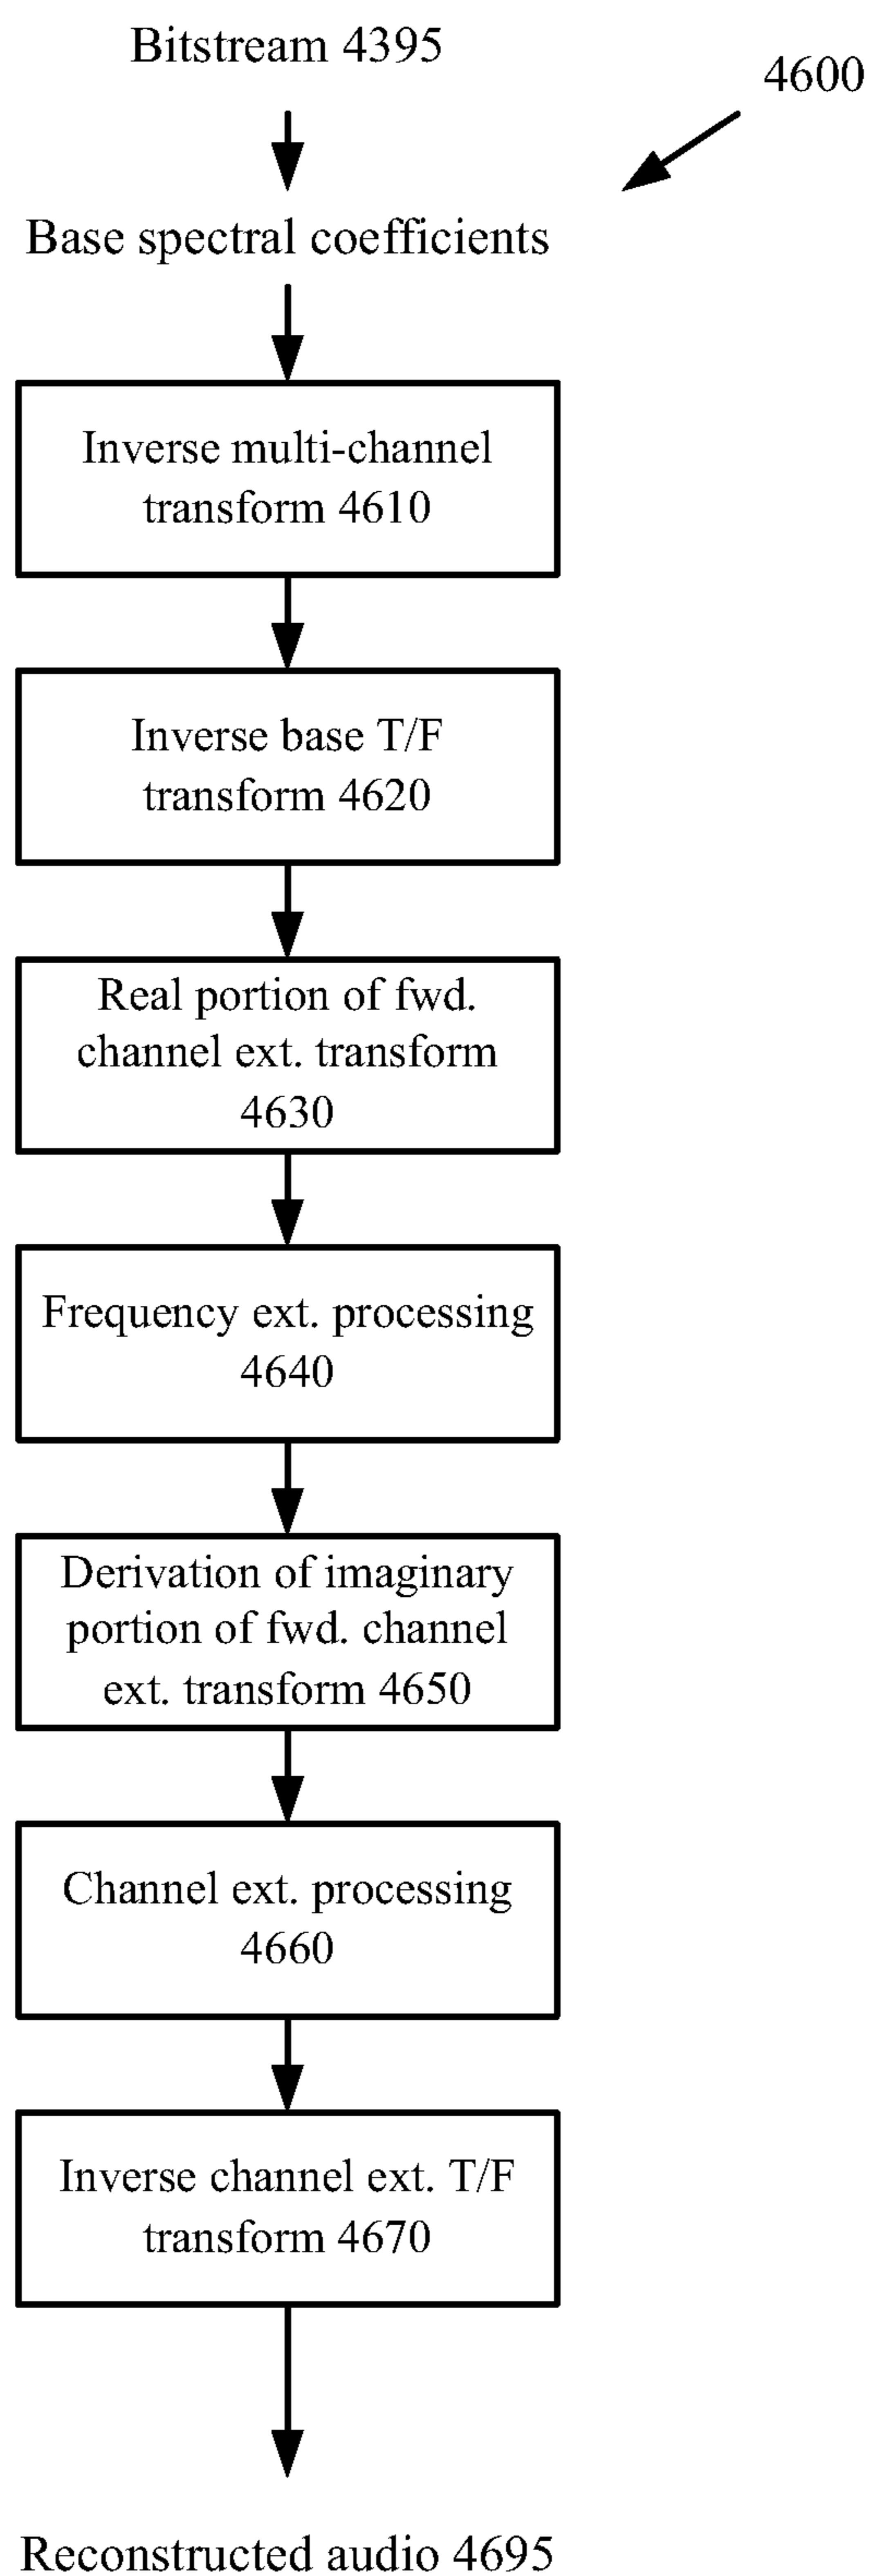 Bitstream 4395
4600
Base spectral coefficients
Inverse multi-channel
transform 4610
Inverse base T/F
transform 4620
Real portion of fwd.
channel ext. transform
4630
Frequency ext. processing
4640
Derivation of imaginary
portion of fwd. channel
ext. transform 4650
Channel ext. processing
4660
Inverse channel ext. T/F
transform 4670
Reconstructed audio 4695